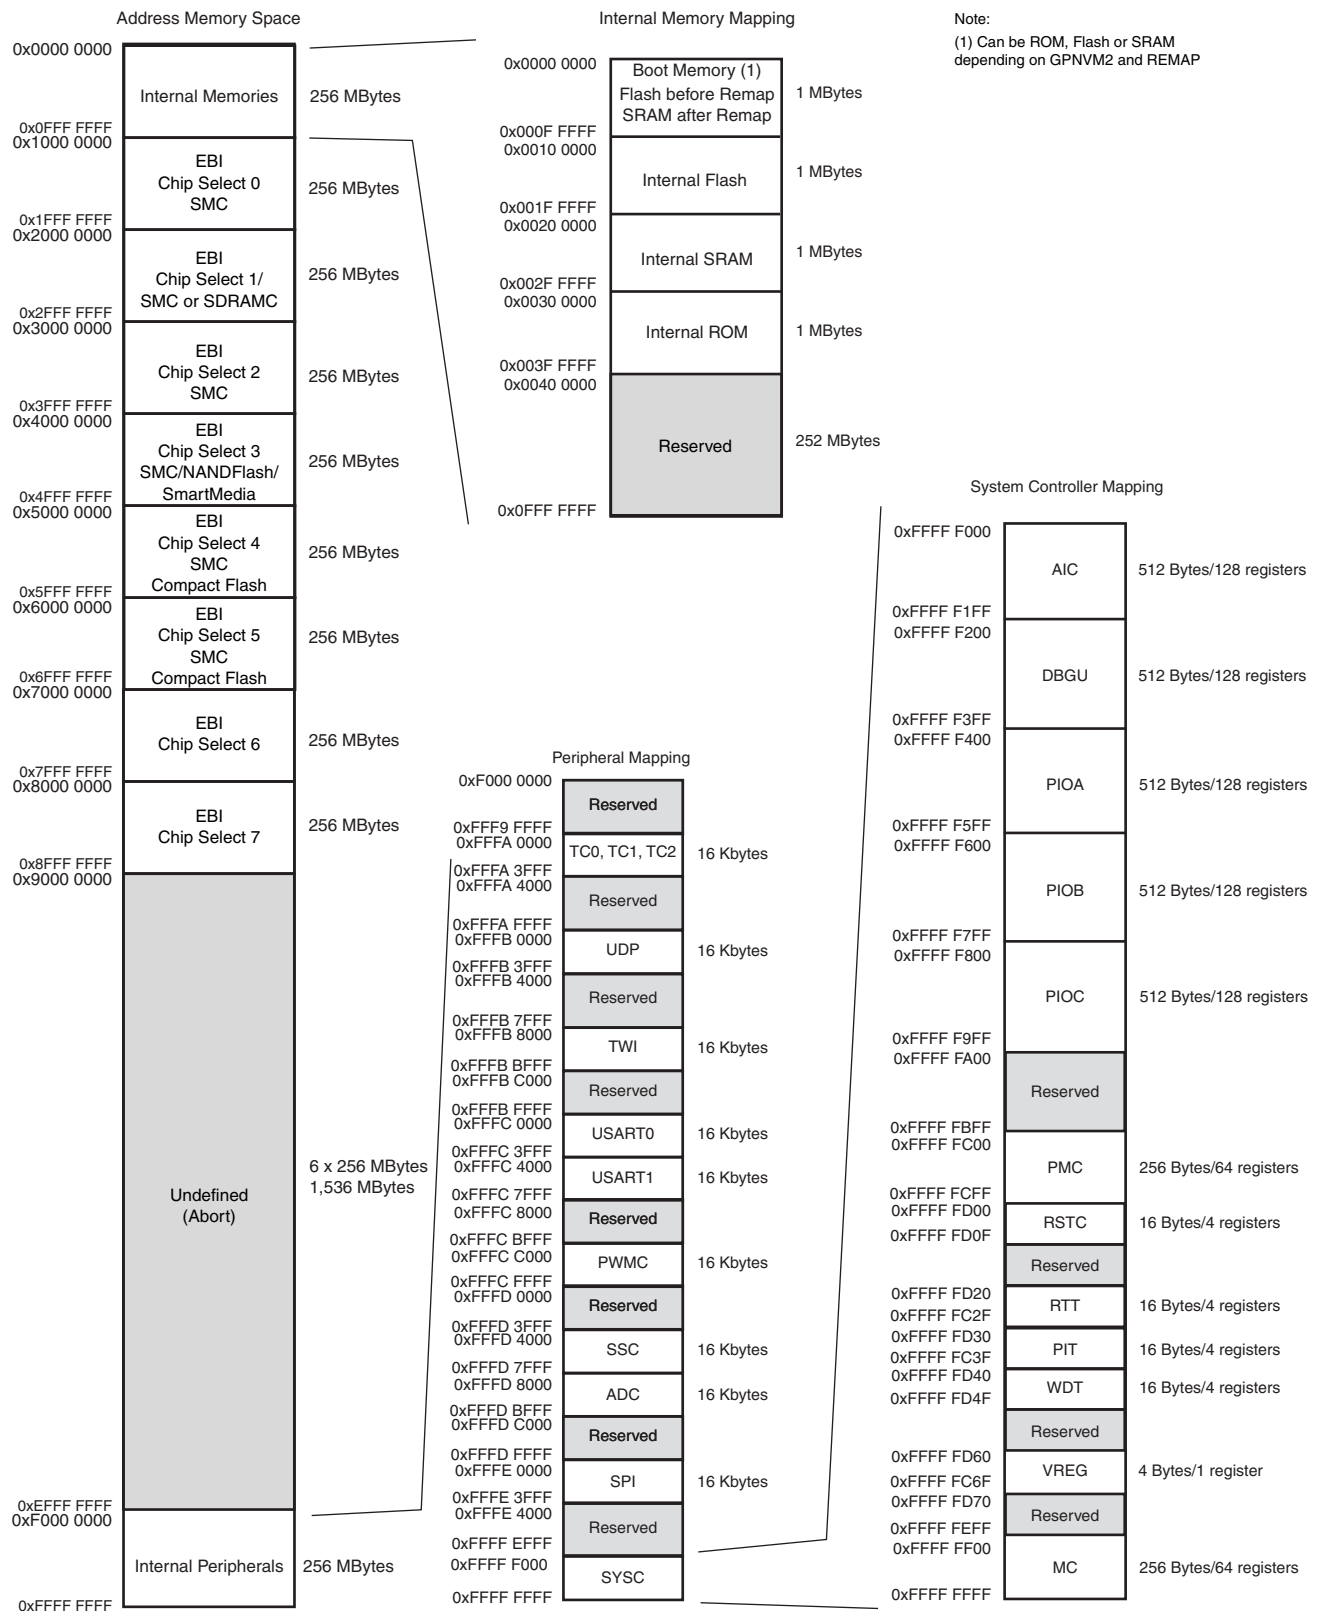 Address Memory Space
0x0000 0000
Internal Memories
256 MBytes
0x0FFF FFFF
0x1000 0000
EBI
Chip Select 0
SMC
256 MBytes
0x1FFF FFFF
0x2000 0000
EBI
Chip Select 1/
SMC or SDRAMC
256 MBytes
0x2FFF FFFF
0x3000 0000
EBI
Chip Select 2
SMC
256 MBytes
0x3FFF FFFF
0x4000 0000
EBI
Chip Select 3
SMC/NANDFlash/
SmartMedia
256 MBytes
0x4FFF FFFF
0x5000 0000
EBI
Chip Select 4
SMC
Compact Flash
256 MBytes
0x5FFF FFFF
0x6000 0000
EBI
Chip Select 5
SMC
Compact Flash
256 MBytes
0x6FFF FFFF
0x7000 0000
EBI
Chip Select 6
256 MBytes
0x7FFF FFFF
0x8000 0000
EBI
Chip Select 7
256 MBytes
0x8FFF FFFF
0x9000 0000
Undefined
(Abort)
6 x 256 MBytes
1,536 MBytes
0xEFFF FFFF
0xF000 0000
Internal Peripherals
256 MBytes
0xFFFF FFFF
Internal Memory Mapping
0x0000 0000
Boot Memory (1)
Flash before Remap
SRAM after Remap
1 MBytes
0x000F FFFF
0x0010 0000
Internal Flash
1 MBytes
0x001F FFFF
0x0020 0000
Internal SRAM
1 MBytes
0x002F FFFF
0x0030 0000
Internal ROM
1 MBytes
0x003F FFFF
0x0040 0000
Reserved
252 MBytes
0x0FFF FFFF
Note:
(1) Can be ROM, Flash or SRAM
depending on GPNVM2 and REMAP
Peripheral Mapping
0xF000 0000
Reserved
0xFFF9 FFFF
0xFFFA 0000
TC0, TC1, TC2
16 Kbytes
0xFFFA 3FFF
0xFFFA 4000
Reserved
0xFFFA FFFF
0xFFFB 0000
UDP
16 Kbytes
0xFFFB 3FFF
0xFFFB 4000
Reserved
0xFFFB 7FFF
0xFFFB 8000
TWI
16 Kbytes
0xFFFB BFFF
0xFFFB C000
Reserved
0xFFFB FFFF
0xFFFC 0000
USART0
16 Kbytes
0xFFFC 3FFF
0xFFFC 4000
USART1
16 Kbytes
0xFFFC 7FFF
0xFFFC 8000
Reserved
0xFFFC BFFF
0xFFFC C000
PWMC
16 Kbytes
0xFFFC FFFF
0xFFFD 0000
Reserved
0xFFFD 3FFF
0xFFFD 4000
SSC
16 Kbytes
0xFFFD 7FFF
0xFFFD 8000
ADC
16 Kbytes
0xFFFD BFFF
0xFFFD C000
Reserved
0xFFFD FFFF
0xFFFE 0000
SPI
16 Kbytes
0xFFFE 3FFF
0xFFFE 4000
Reserved
0xFFFF EFFF
0xFFFF F000
SYSC
0xFFFF FFFF
System Controller Mapping
0xFFFF F000
AIC
512 Bytes/128 registers
0xFFFF F1FF
0xFFFF F200
DBGU
512 Bytes/128 registers
0xFFFF F3FF
0xFFFF F400
PIOA
512 Bytes/128 registers
0xFFFF F5FF
0xFFFF F600
PIOB
512 Bytes/128 registers
0xFFFF F7FF
0xFFFF F800
PIOC
512 Bytes/128 registers
0xFFFF F9FF
0xFFFF FA00
Reserved
0xFFFF FBFF
0xFFFF FC00
PMC
256 Bytes/64 registers
0xFFFF FCFF
0xFFFF FD00
RSTC
16 Bytes/4 registers
0xFFFF FD0F
Reserved
0xFFFF FD20
RTT
16 Bytes/4 registers
0xFFFF FC2F
0xFFFF FD30
PIT
16 Bytes/4 registers
0xFFFF FC3F
0xFFFF FD40
WDT
16 Bytes/4 registers
0xFFFF FD4F
Reserved
0xFFFF FD60
VREG
4 Bytes/1 register
0xFFFF FC6F
0xFFFF FD70
Reserved
0xFFFF FEFF
0xFFFF FF00
MC
256 Bytes/64 registers
0xFFFF FFFF